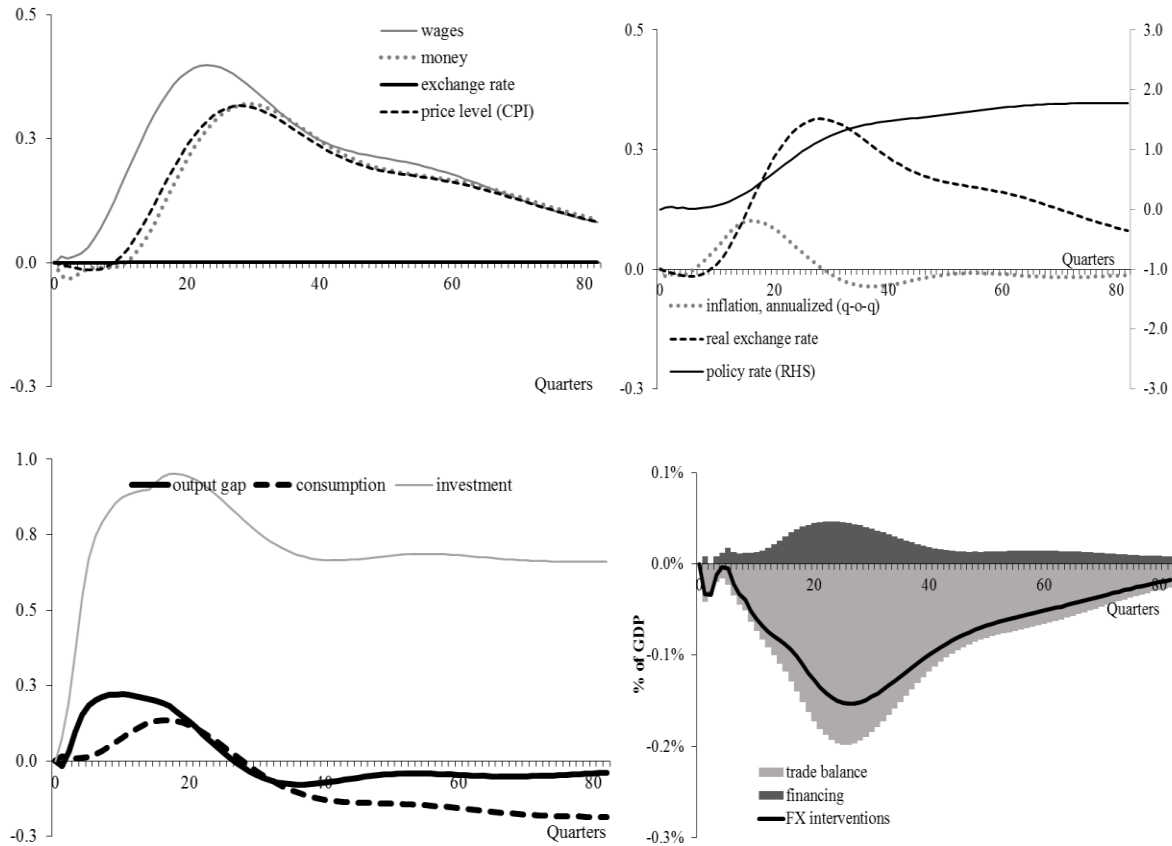 0.5
0.3
0.0
-0.3
wages
money
exchange rate
price level (CPI)
0
20
40
60
80
Quarters
0.5
0.3
0.0
-0.3
3.0
2.0
1.0
0.0
-1.0
-2.0
-3.0
Quarters
0
20
40
60
80
inflation, annualized (q-o-q)
real exchange rate
policy rate (RHS)
1.0
0.8
0.5
0.3
0.0
-0.3
output gap consumption investment
0
20
40
60
80
Quarters
0.1%
0.0%
-0.1%
-0.2%
-0.3%
% of GDP
0
20
40
60
80
Quarters
trade balance
financing
FX interventions